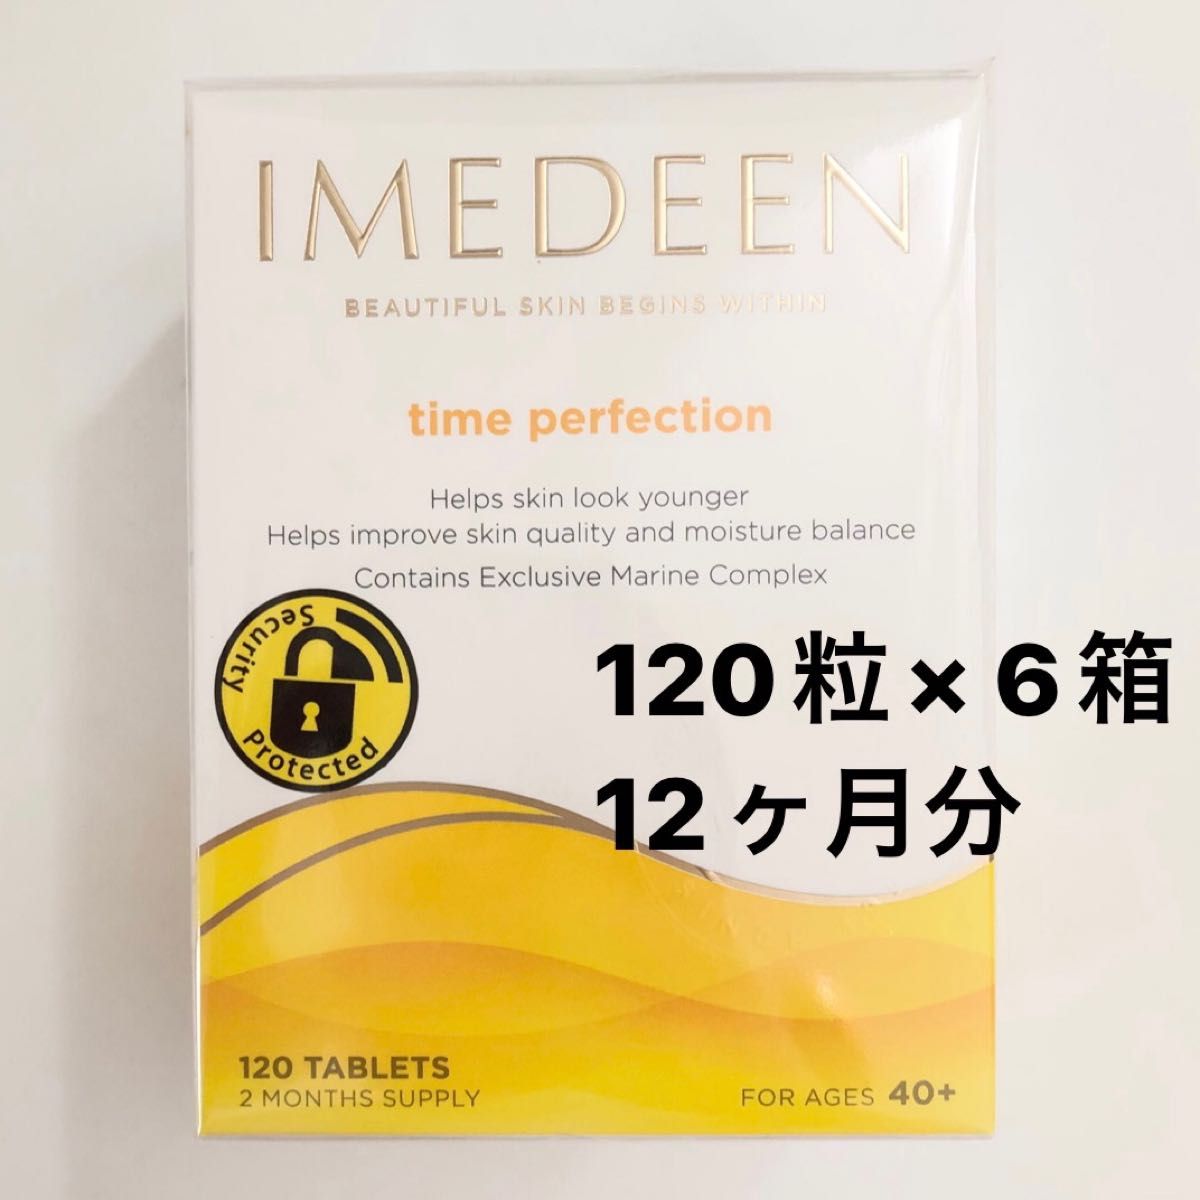 IMEDEEN
BEAUTIFUL SKIN BEGINS WITHIN
time perfection
Helps skin look younger
Helps improve skin quality and moisture balance
Contains Exclusive Marine Complex
Security
Protected
120粒×6箱
12ヶ月分
120 TABLETS
2 MONTHS SUPPLY
FOR AGES 40+